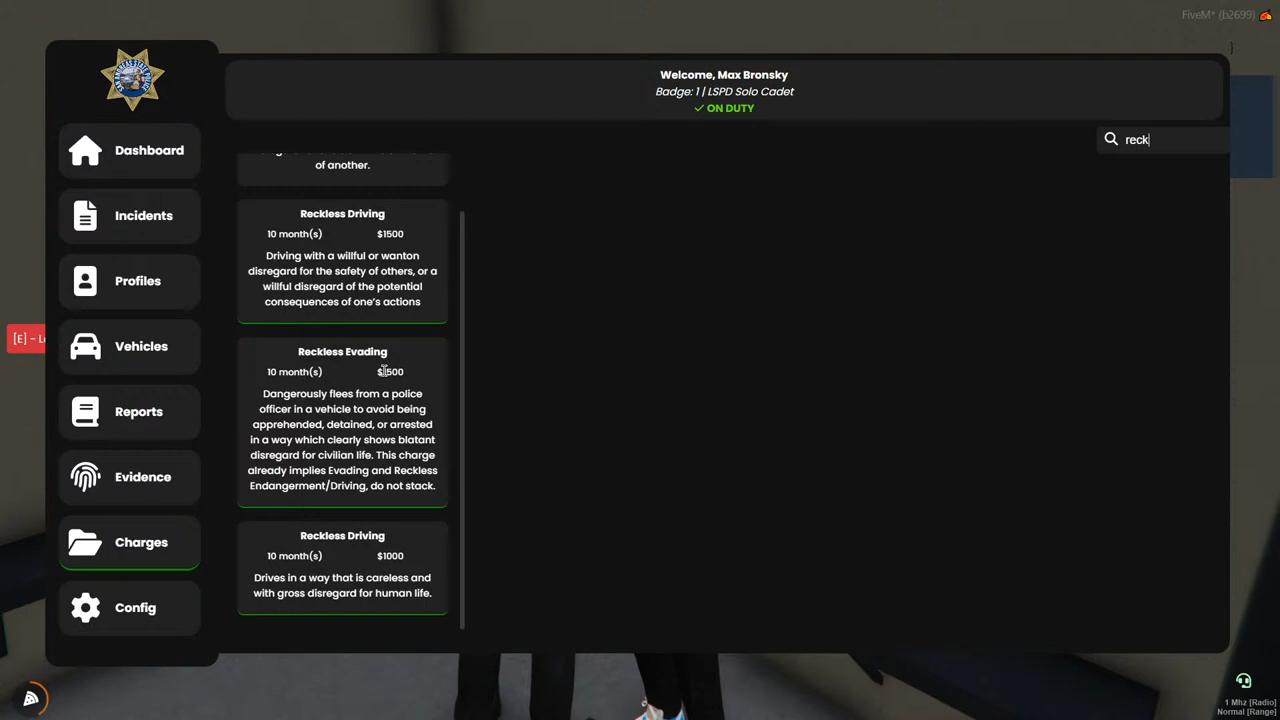 FiveM* (b2699)
Welcome, Max Bronsky
Badge: 1 | LSPD Solo Cadet
ON DUTY
reck
Dashboard
Incidents
Profiles
Vehicles
Reports
Evidence
Charges
Config
[E] - L
of another.
Reckless Driving
10 month(s) $1500
Driving with a willful or wanton
disregard for the safety of others, or a
willful disregard of the potential
consequences of one's actions
Reckless Evading
10 month(s) $1500
Dangerously flees from a police
officer in a vehicle to avoid being
apprehended, detained, or arrested
in a way which clearly shows blatant
disregard for civilian life. This charge
already implies Evading and Reckless
Endangerment/Driving, do not stack.
Reckless Driving
10 month(s) $1000
Drives in a way that is careless and
with gross disregard for human life.
1 Mhz [Radio]
Normal [Range]